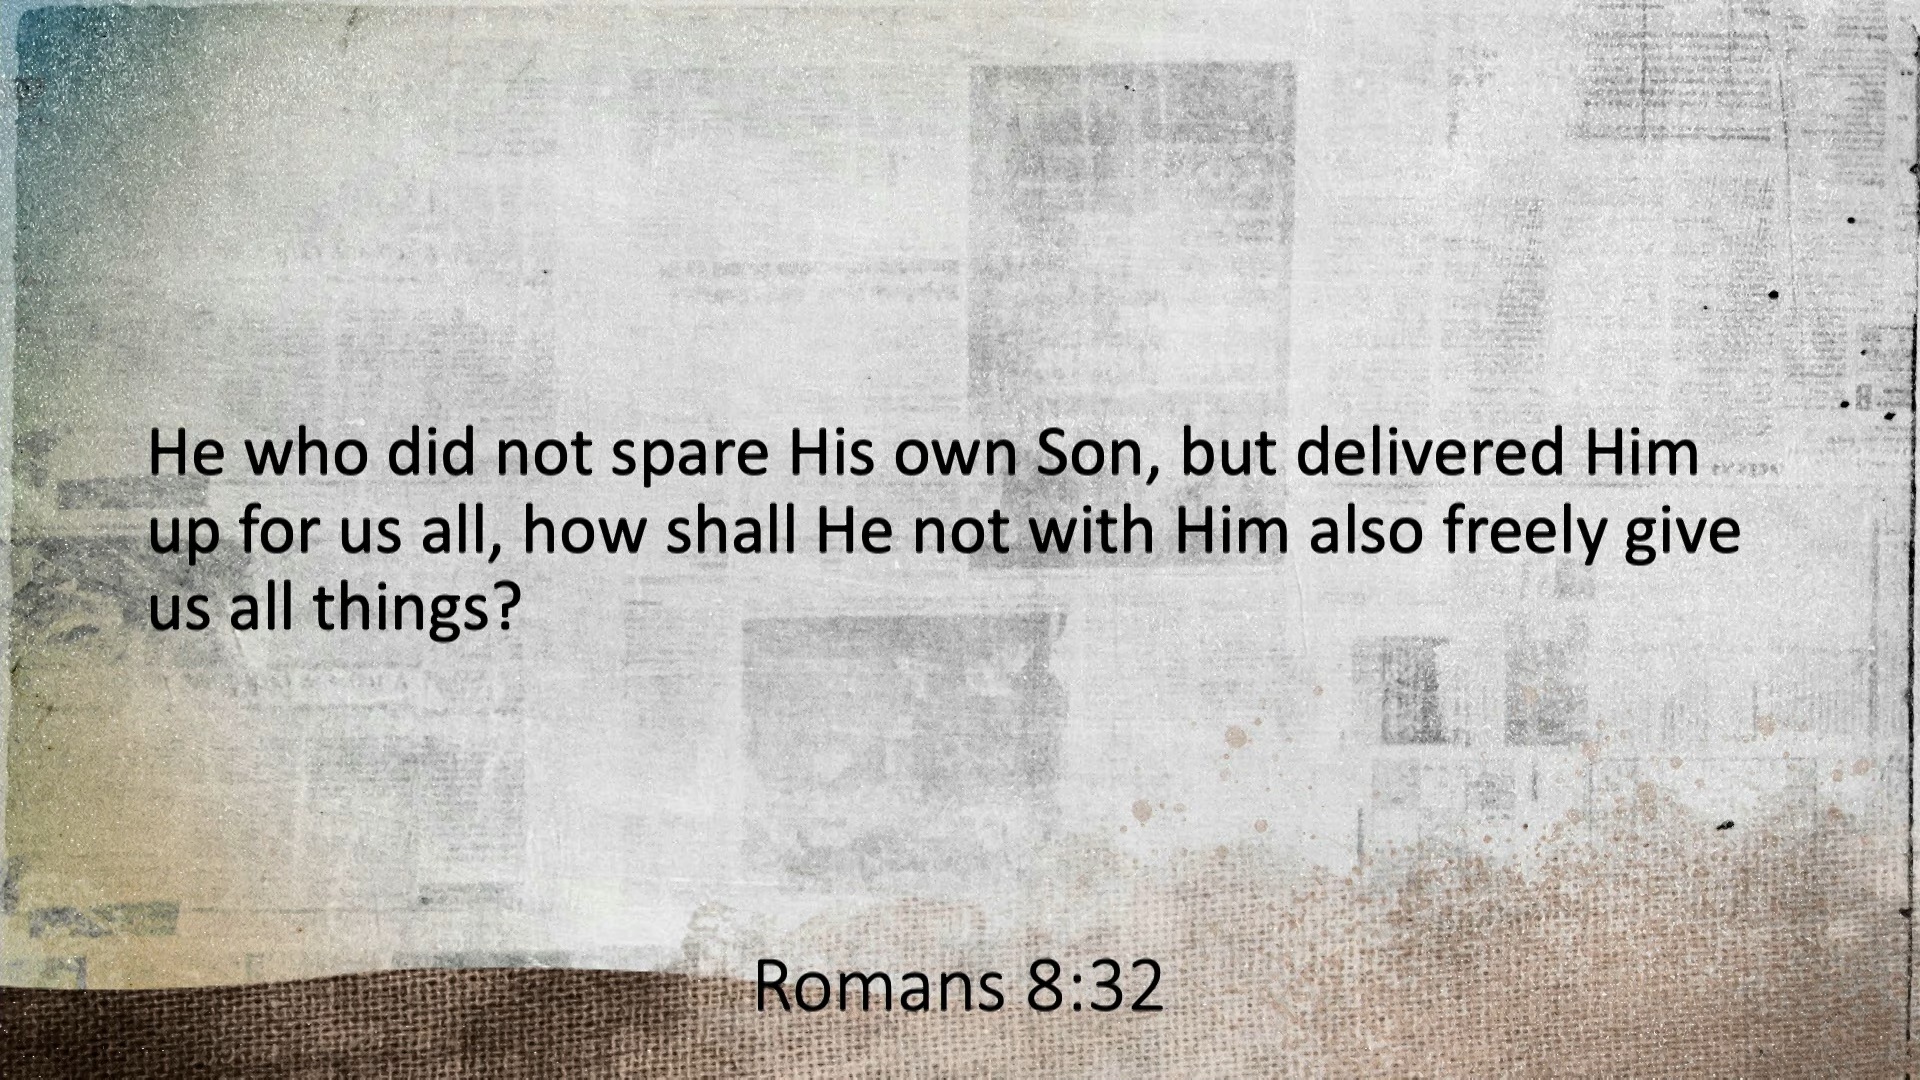 He who did not spare His own Son, but delivered Him
up for us all, how shall He not with Him also freely give
us all things?
Romans 8:32